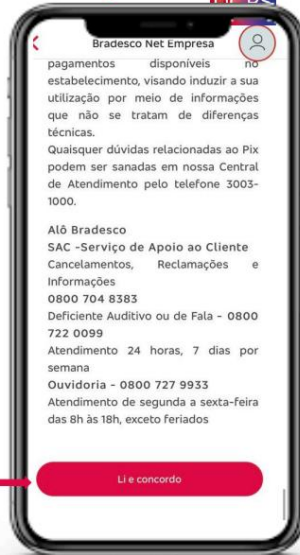 Bradesco Net Empresa
pagamentos disponíveis no
estabelecimento, visando induzir a sua
utilização por meio de informações
que não se tratam de diferenças
técnicas.
Quaisquer dúvidas relacionadas ao Pix
podem ser sanadas em nossa Central
de Atendimento pelo telefone 3003-
1000.
Alô Bradesco
SAC -Serviço de Apoio ao Cliente
Cancelamentos, Reclamações e
Informações
0800 704 8383
Deficiente Auditivo ou de Fala - 0800
722 0099
Atendimento 24 horas, 7 dias por
semana
Ouvidoria - 0800 727 9933
Atendimento de segunda a sexta-feira
das 8h às 18h, exceto feriados
Li e concordo